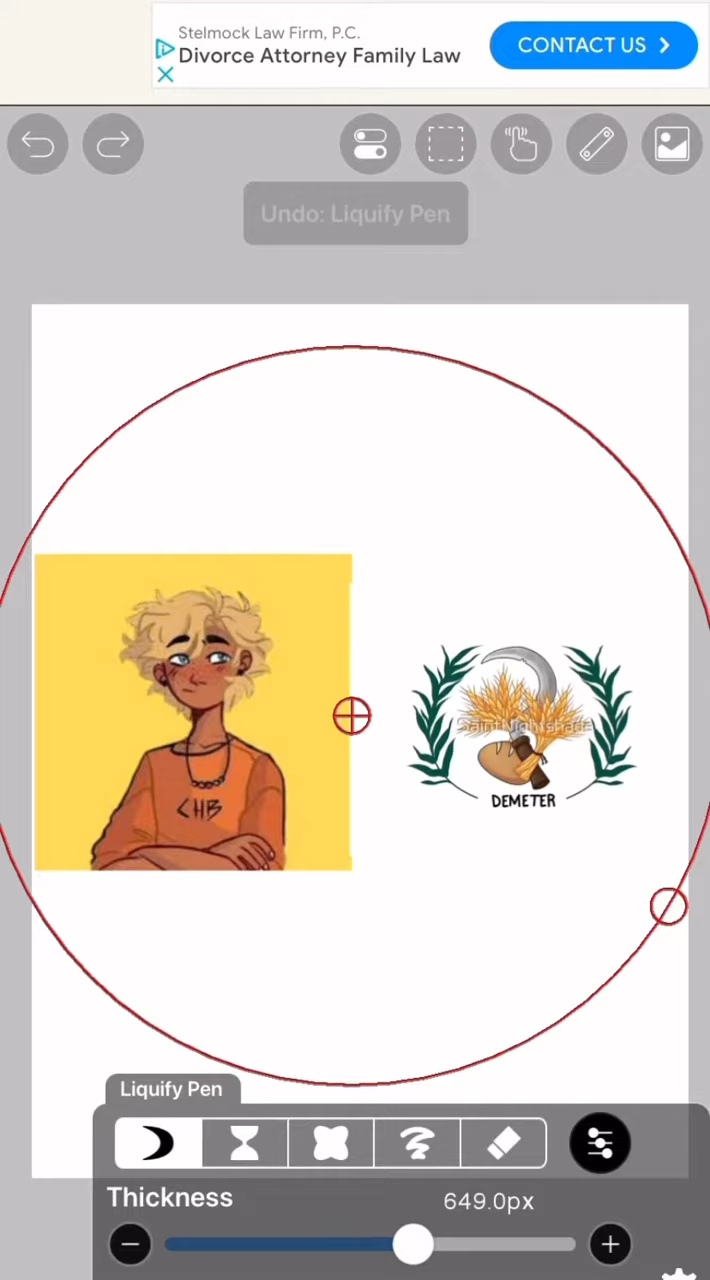 Stelmock Law Firm, P.C.
Divorce Attorney Family Law
CONTACT US
Undo: Liquify Pen
CHB
SaintNightshade
DEMETER
Liquify Pen
Thickness
649.0px